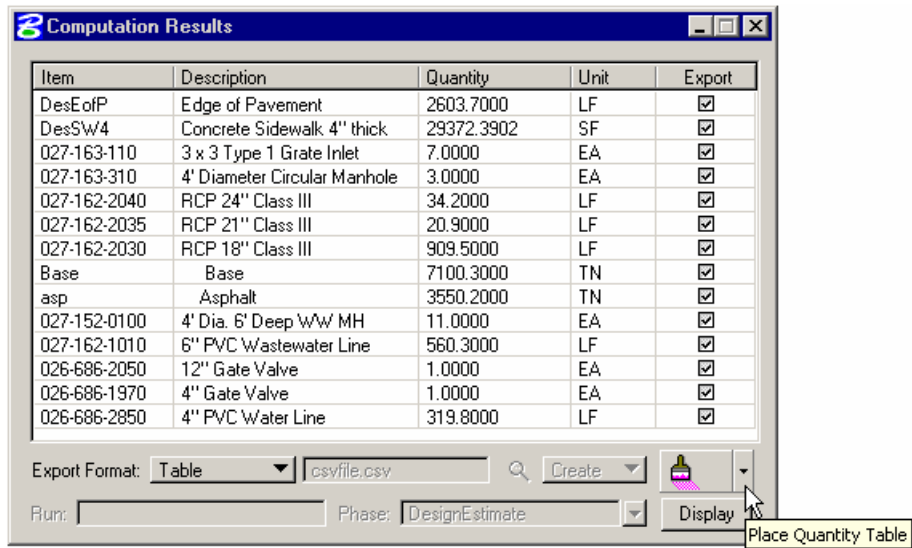 Computation Results
Item Description Quantity Unit Export
DesEofP Edge of Pavement 2603.7000 LF
DesSW4 Concrete Sidewalk 4" thick 29372.3902 SF
027-163-110 3 x 3 Type 1 Grate Inlet 7.0000 EA
027-163-310 4' Diameter Circular Manhole 3.0000 EA
027-162-2040 RCP 24" Class III 34.2000 LF
027-162-2035 RCP 21" Class III 20.9000 LF
027-162-2030 RCP 18" Class III 909.5000 LF
Base Base 7100.3000 TN
asp Asphalt 3550.2000 TN
027-152-0100 4' Dia. 6' Deep WW MH 11.0000 EA
027-162-1010 6" PVC Wastewater Line 560.3000 LF
026-686-2050 12" Gate Valve 1.0000 EA
026-686-1970 4" Gate Valve 1.0000 EA
026-686-2850 4" PVC Water Line 319.8000 LF
Export Format: Table csvfile.csv Create
Run: Phase: DesignEstimate Display
Place Quantity Table